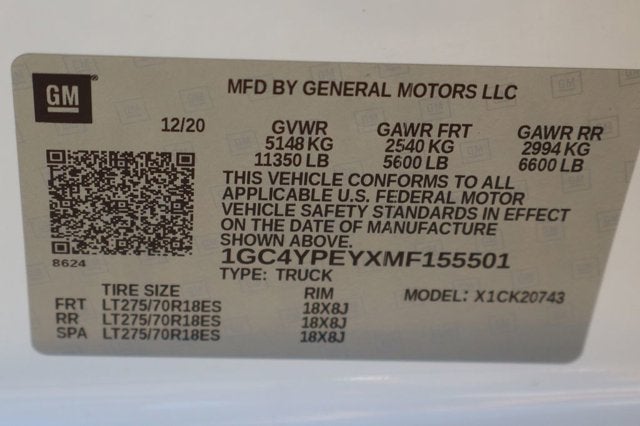 GM
MFD BY GENERAL MOTORS LLC
12/20 GVWR GAWR FRT GAWR RR
5148 KG 2540 KG 2994 KG
11350 LB 5600 LB 6600 LB
THIS VEHICLE CONFORMS TO ALL
APPLICABLE U.S. FEDERAL MOTOR
VEHICLE SAFETY STANDARDS IN EFFECT
ON THE DATE OF MANUFACTURE
SHOWN ABOVE.
8624
1GC4YPEYXMF155501
TYPE: TRUCK
TIRE SIZE RIM MODEL: X1CK20743
FRT LT275/70R18ES 18X8J
RR LT275/70R18ES 18X8J
SPA LT275/70R18ES 18X8J